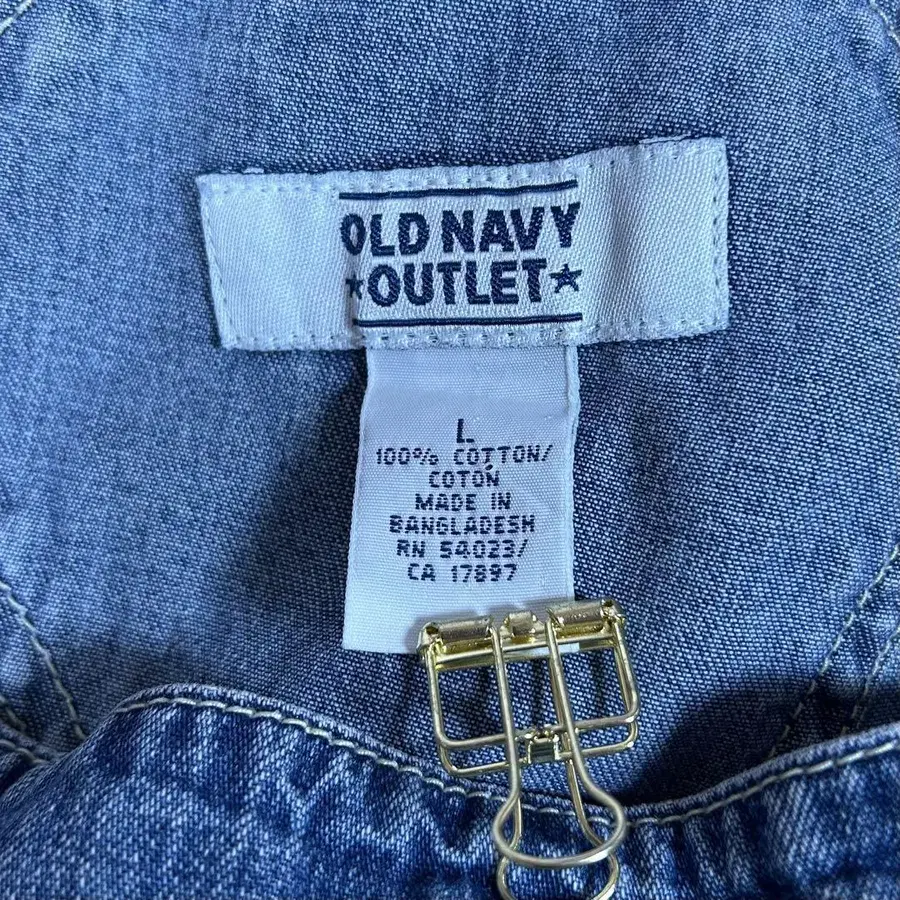 OLD NAVY
★OUTLET★
L
100% COTTON/
COTÓN
MADE IN
BANGLADESH
RN 54023/
CA 17897